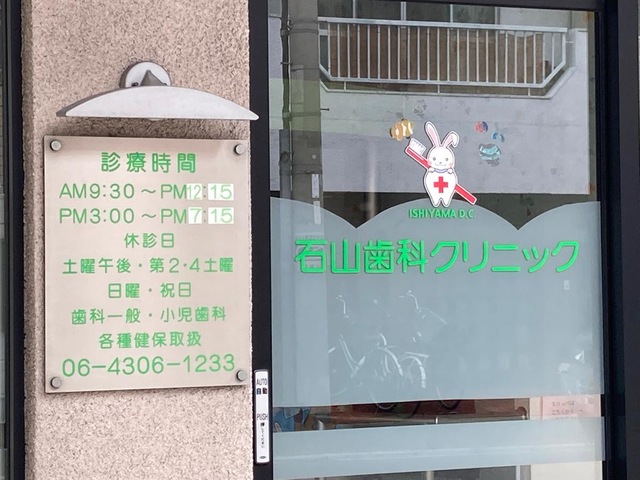 診療時間
AM9:30～PM12:15
PM3:00～PM7:15
休診日
土曜午後・第2・4土曜
日曜・祝日
歯科一般・小児歯科
各種健保取扱
06-4306-1233
ISHIYAMA D.C.
石山歯科クリニック
AUTO
自動
PUSH